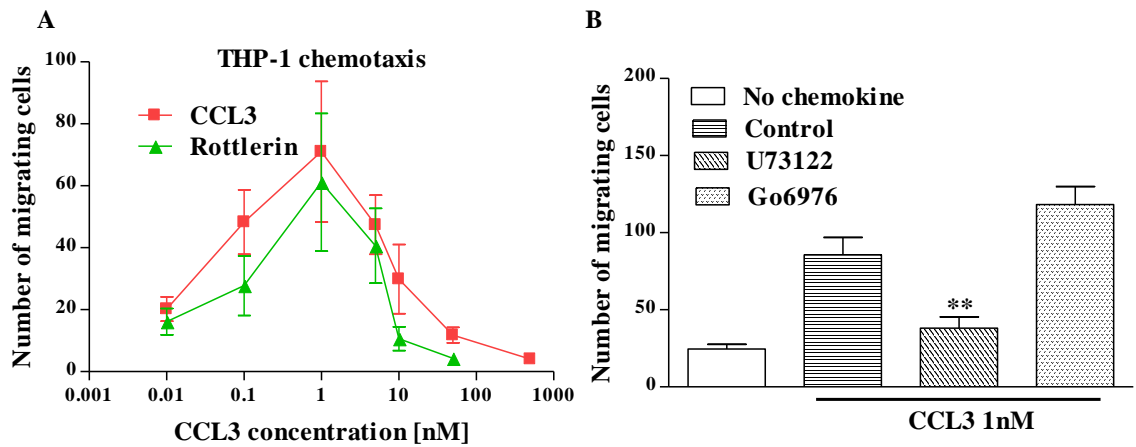 A
THP-1 chemotaxis
CCL3
Rottlerin
Number of migrating cells
100
80
60
40
20
0
0.001 0.01 0.1 1 10 100 1000
CCL3 concentration [nM]
B
No chemokine
Control
U73122
Go6976
Number of migrating cells
200
150
100
50
0
**
CCL3 1nM